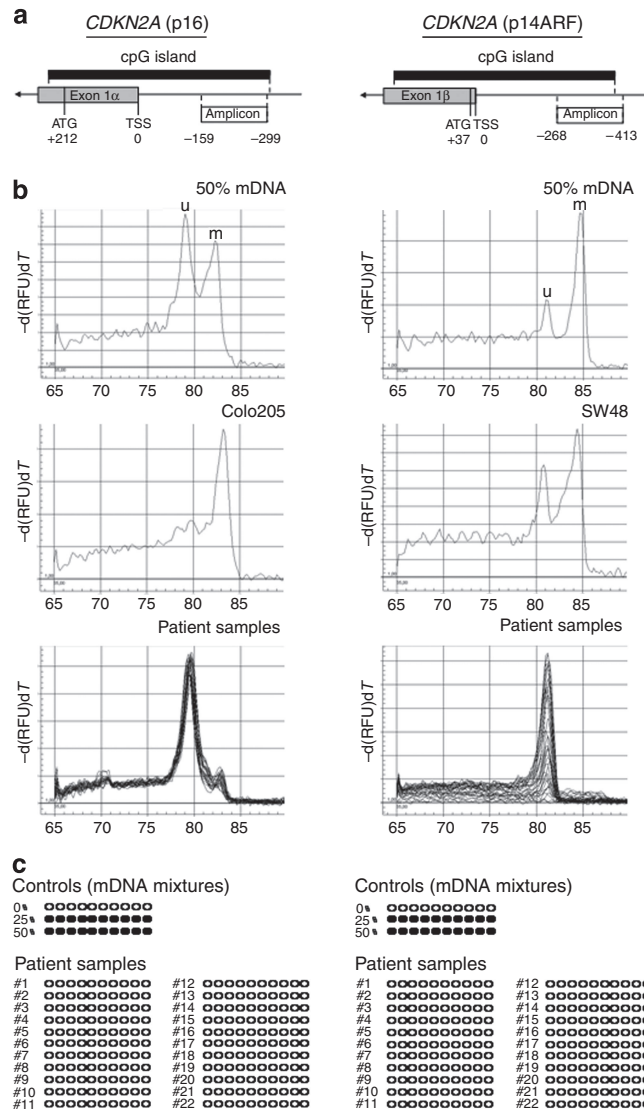 a
CDKN2A (p16)
cpG island
Exon 1α
Amplicon
ATG
TSS
+212
0
−159
−299
CDKN2A (p14ARF)
cpG island
Exon 1β
Amplicon
ATG
TSS
+37
0
−268
−413
b
50% mDNA
u
m
−d(RFU)dT
65 70 75 80 85
50% mDNA
u
m
−d(RFU)dT
65 70 75 80 85
Colo205
−d(RFU)dT
65 70 75 80 85
SW48
−d(RFU)dT
65 70 75 80 85
Patient samples
−d(RFU)dT
65 70 75 80 85
Patient samples
−d(RFU)dT
65 70 75 80 85
c
Controls (mDNA mixtures)
0%
25%
50%
Patient samples
#1
#2
#3
#4
#5
#6
#7
#8
#9
#10
#11
#12
#13
#14
#15
#16
#17
#18
#19
#20
#21
#22
Controls (mDNA mixtures)
0%
25%
50%
Patient samples
#1
#2
#3
#4
#5
#6
#7
#8
#9
#10
#11
#12
#13
#14
#15
#16
#17
#18
#19
#20
#21
#22